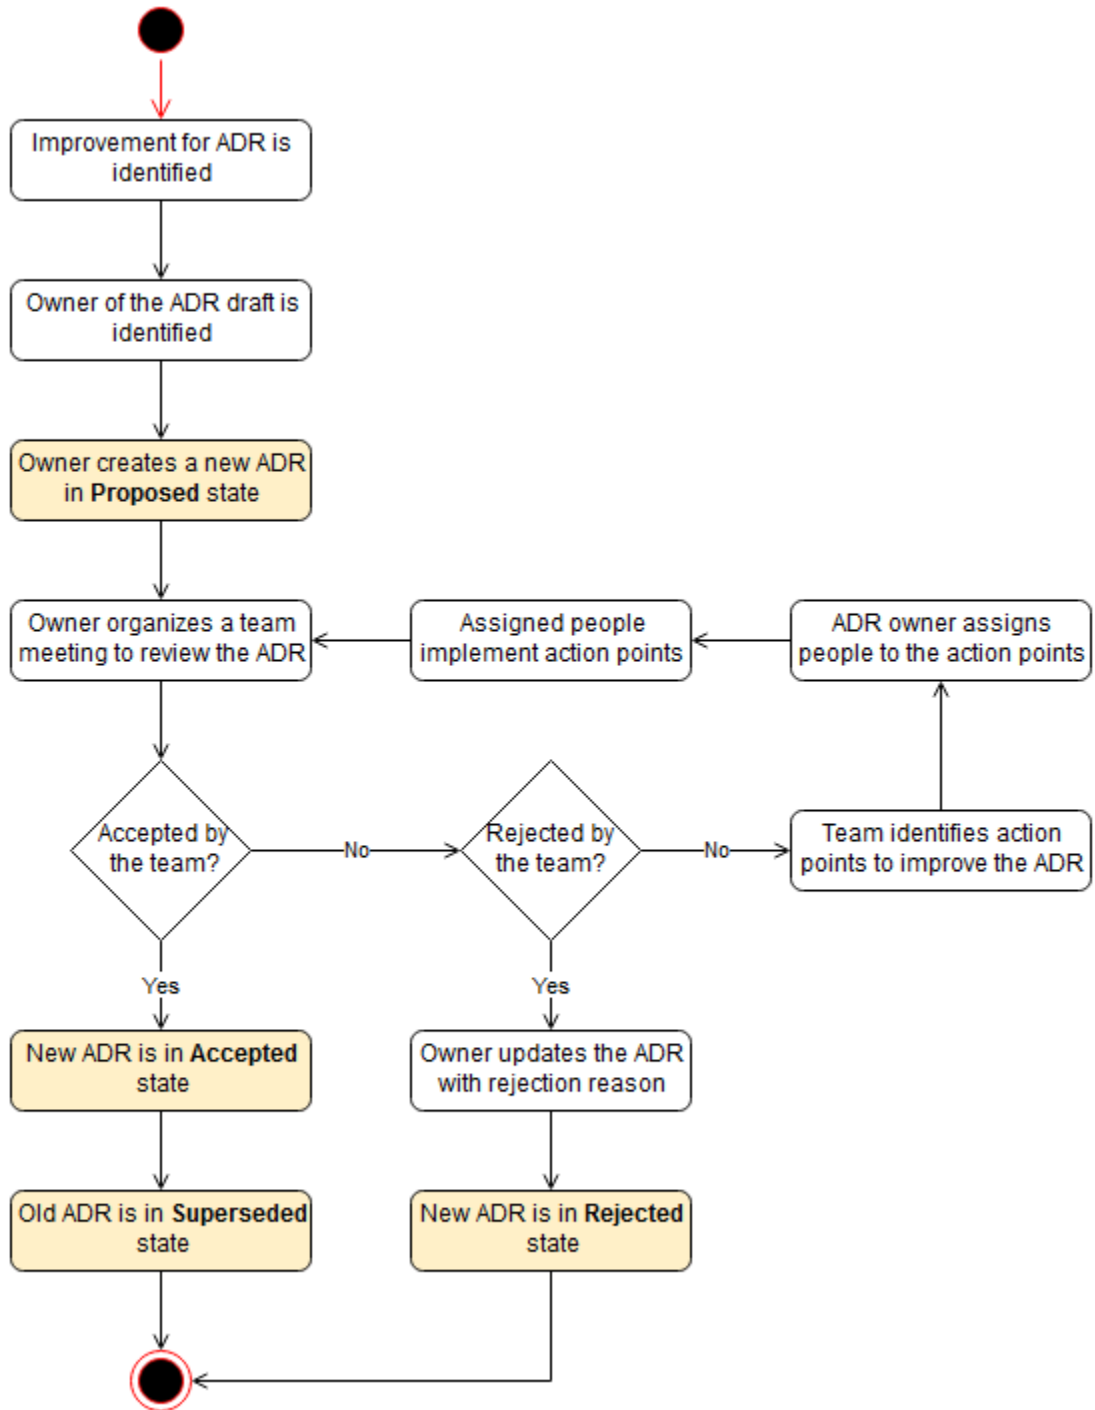 Improvement for ADR is
identified
Owner of the ADR draft is
identified
Owner creates a new ADR
in Proposed state
Owner organizes a team
meeting to review the ADR
Assigned people
implement action points
ADR owner assigns
people to the action points
Accepted by
the team?
No
Rejected by
the team?
No
Team identifies action
points to improve the ADR
Yes
Yes
New ADR is in Accepted
state
Owner updates the ADR
with rejection reason
Old ADR is in Superseded
state
New ADR is in Rejected
state